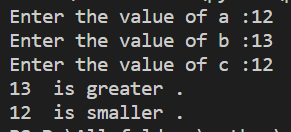 Enter the value of a :12
Enter the value of b :13
Enter the value of c :12
13  is greater .
12  is smaller .